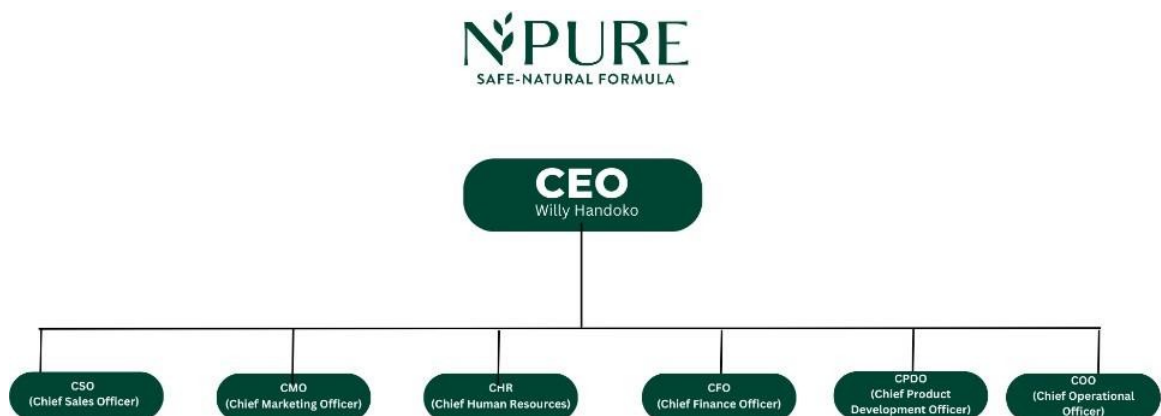 NPURE
SAFE-NATURAL FORMULA
CEO
Willy Handoko
CSO
(Chief Sales Officer)
CMO
(Chief Marketing Officer)
CHR
(Chief Human Resources)
CFO
(Chief Finance Officer)
CPDO
(Chief Product
Development Officer)
COO
(Chief Operational
Officer)